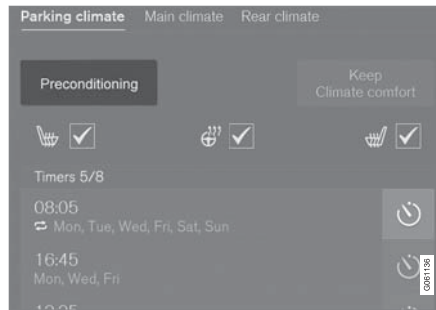 Parking climate Main climate Rear climate
Preconditioning
Keep
Climate comfort
Timers 5/8
08:05
Mon, Tue, Wed, Fri, Sat, Sun
16:45
Mon, Wed, Fri
G061136